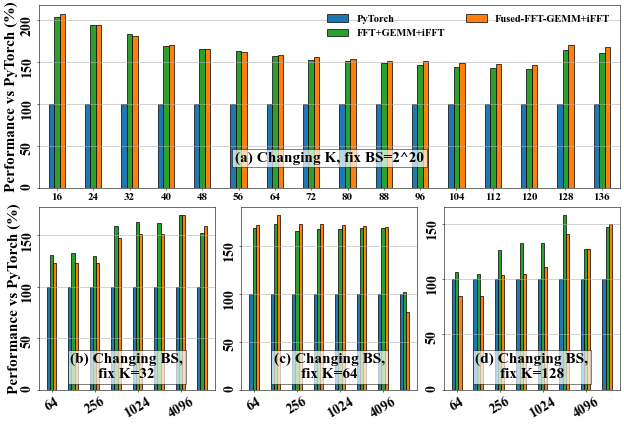 Performance vs PyTorch (%)
200
150
100
50
0
PyTorch
FFT+GEMM+iFFT
Fused-FFT-GEMM+iFFT
(a) Changing K, fix BS=2^20
16 24 32 40 48 56 64 72 80 88 96 104 112 120 128 136
Performance vs PyTorch (%)
150
100
50
0
(b) Changing BS,
fix K=32
64 256 1024 4096
150
100
50
0
(c) Changing BS,
fix K=64
64 256 1024 4096
150
100
50
0
(d) Changing BS,
fix K=128
64 256 1024 4096